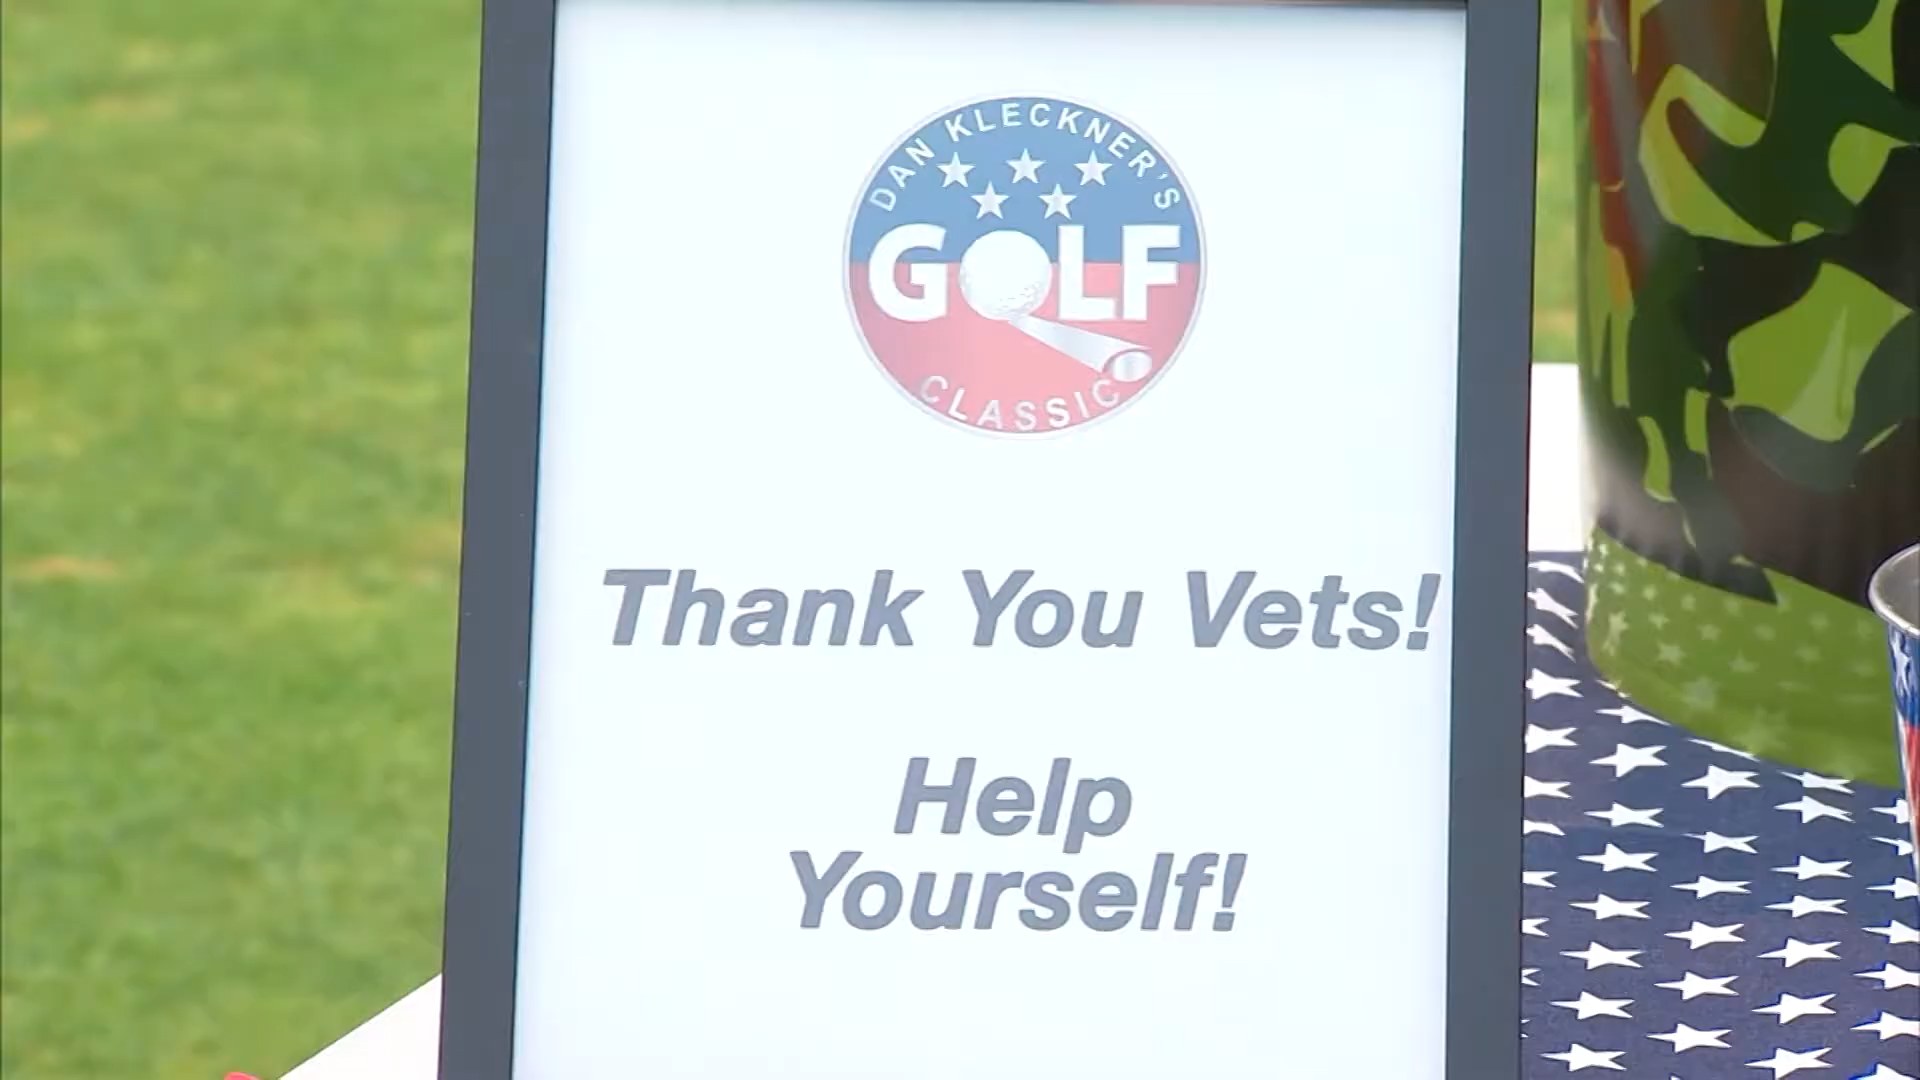 DAN KLECKNER'S
GOLF
CLASSIC
Thank You Vets!
Help
Yourself!